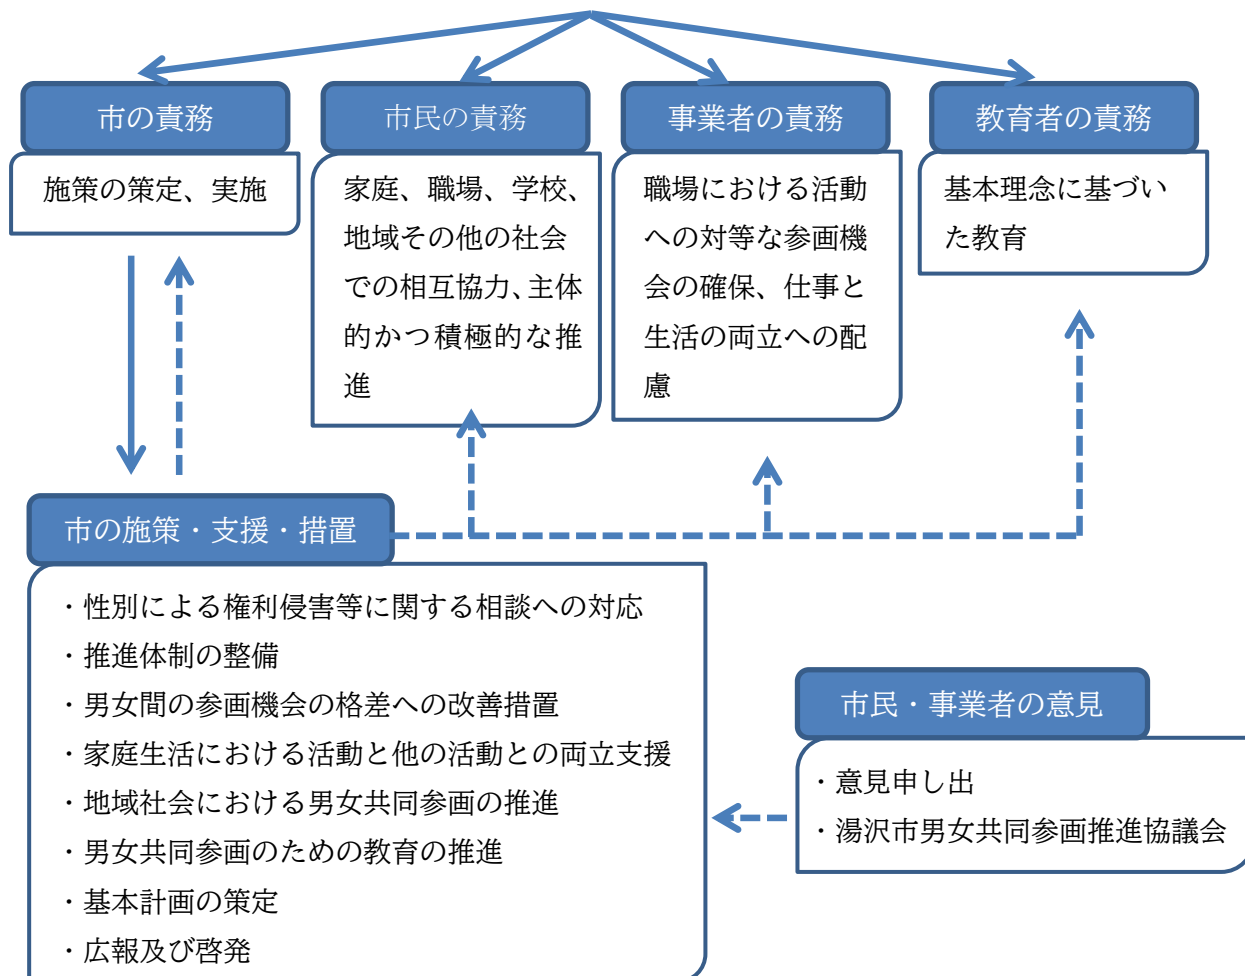 市の責務
施策の策定、実施
市民の責務
家庭、職場、学校、
地域その他の社会
での相互協力、主体
的かつ積極的な推
進
事業者の責務
職場における活動
への対等な参画機
会の確保、仕事と
生活の両立への配
慮
教育者の責務
基本理念に基づい
た教育
市の施策・支援・措置
・性別による権利侵害等に関する相談への対応
・推進体制の整備
・男女間の参画機会の格差への改善措置
・家庭生活における活動と他の活動との両立支援
・地域社会における男女共同参画の推進
・男女共同参画のための教育の推進
・基本計画の策定
・広報及び啓発
市民・事業者の意見
・意見申し出
・湯沢市男女共同参画推進協議会